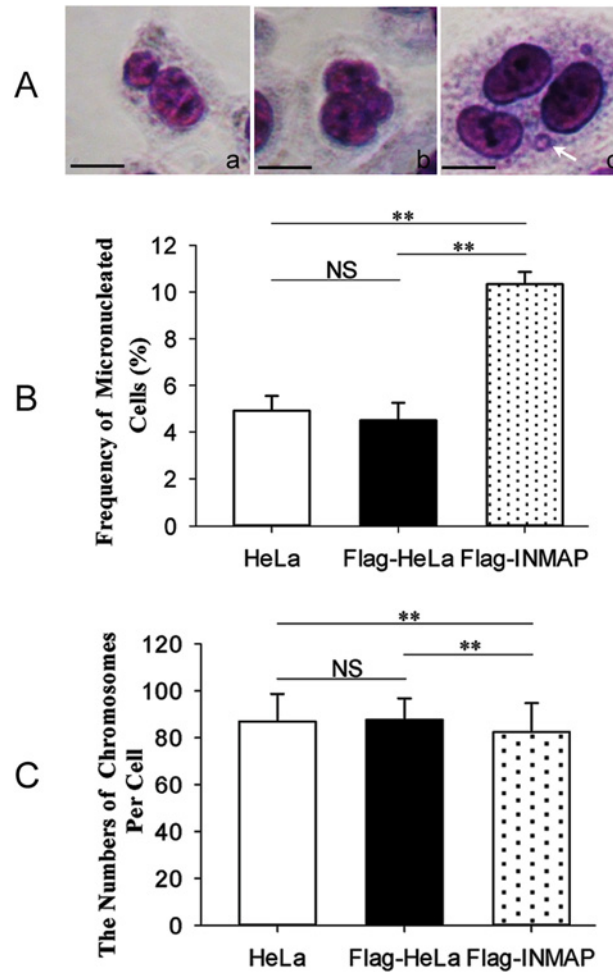 A
a
b
c
B
Frequency of Micronucleated
Cells (%)
12
10
8
6
4
2
0
**
**
NS
HeLa
Flag-HeLa
Flag-INMAP
C
The Numbers of Chromosomes
Per Cell
120
100
80
60
40
20
0
**
**
NS
HeLa
Flag-HeLa
Flag-INMAP